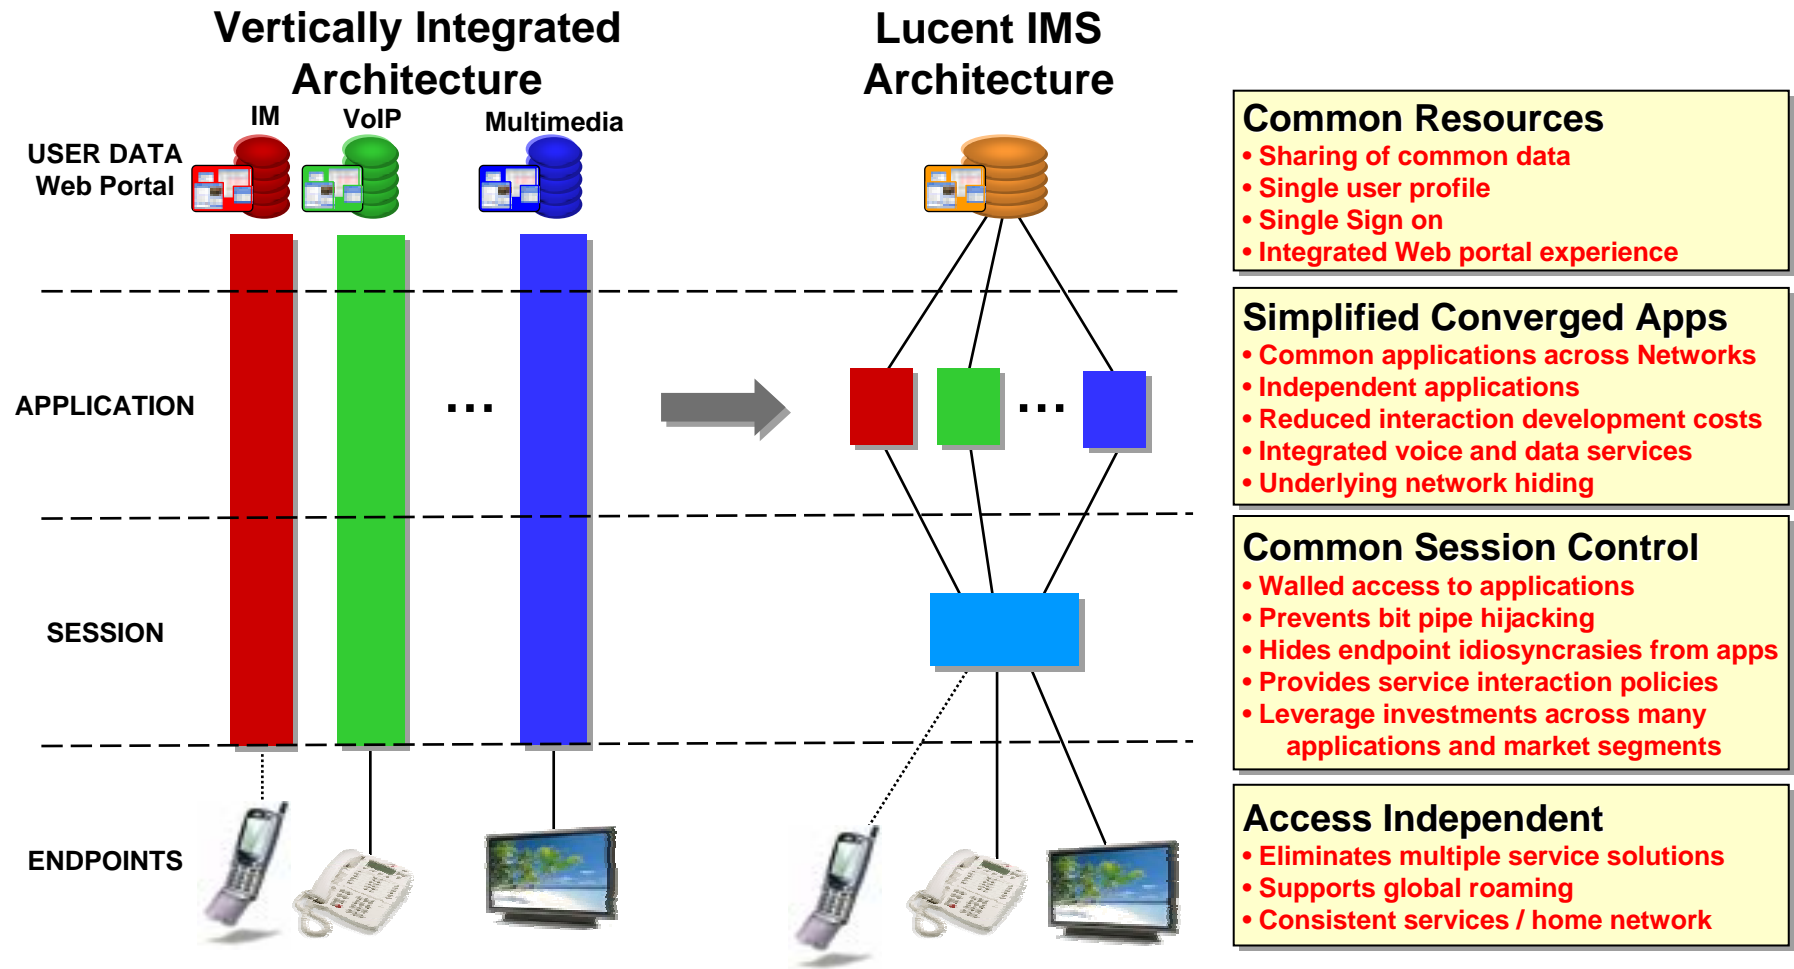 Vertically Integrated
Architecture
Lucent IMS
Architecture
IM
VoIP
Multimedia
USER DATA
Web Portal
APPLICATION
...
...
SESSION
ENDPOINTS
Common Resources
• Sharing of common data
• Single user profile
• Single Sign on
• Integrated Web portal experience
Simplified Converged Apps
• Common applications across Networks
• Independent applications
• Reduced interaction development costs
• Integrated voice and data services
• Underlying network hiding
Common Session Control
• Walled access to applications
• Prevents bit pipe hijacking
• Hides endpoint idiosyncrasies from apps
• Provides service interaction policies
• Leverage investments across many
applications and market segments
Access Independent
• Eliminates multiple service solutions
• Supports global roaming
• Consistent services / home network